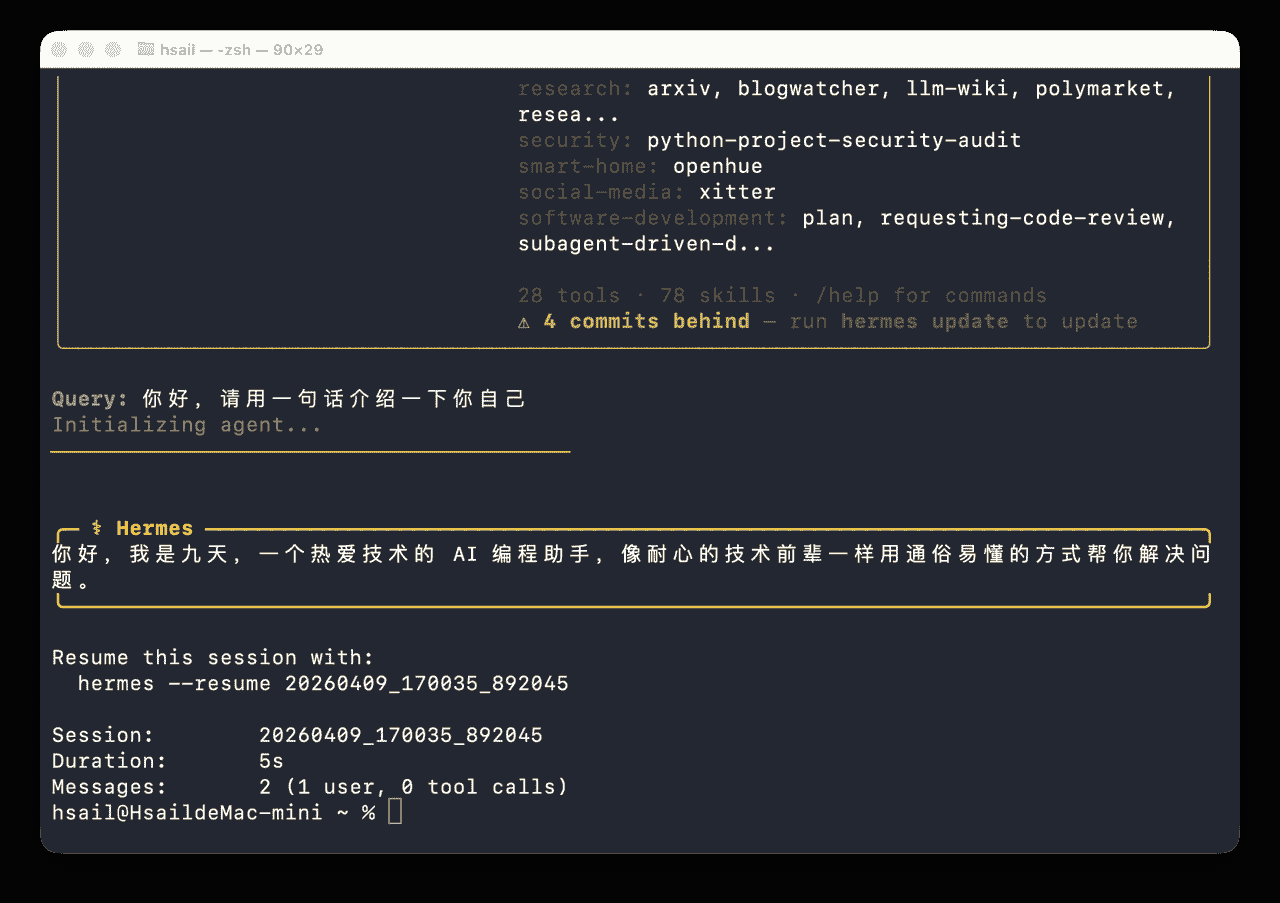 hsail — -zsh — 90×29
research: arxiv, blogwatcher, llm-wiki, polymarket,
resea...
security: python-project-security-audit
smart-home: openhue
social-media: xitter
software-development: plan, requesting-code-review,
subagent-driven-d...
28 tools · 78 skills · /help for commands
⚠ 4 commits behind — run hermes update to update
Query: 你好，请用一句话介绍一下你自己
Initializing agent...
⚕ Hermes
你好，我是九天，一个热爱技术的 AI 编程助手，像耐心的技术前辈一样用通俗易懂的方式帮你解决问
题。
Resume this session with:
hermes --resume 20260409_170035_892045
Session: 20260409_170035_892045
Duration: 5s
Messages: 2 (1 user, 0 tool calls)
hsail@HsaildeMac-mini ~ %